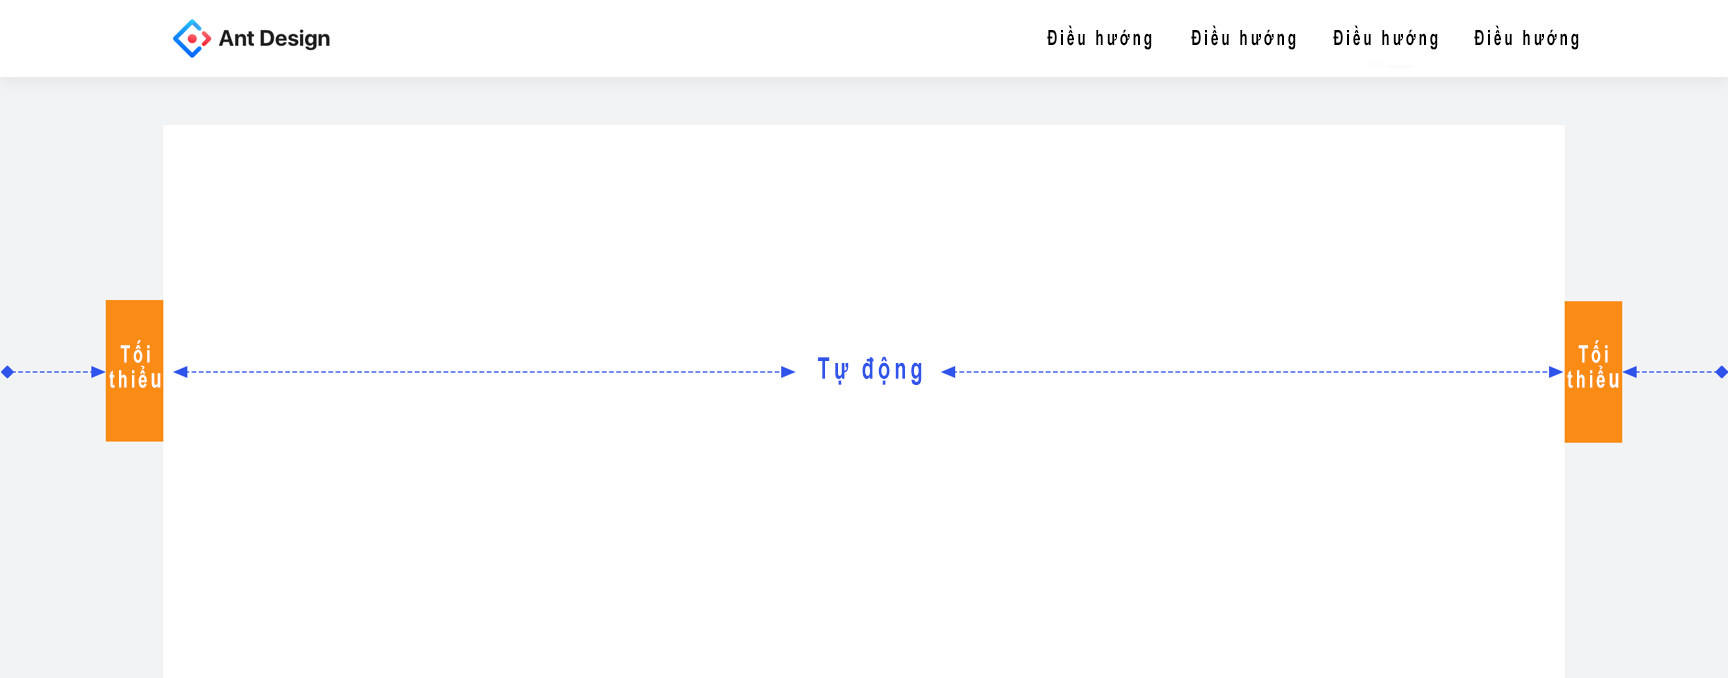 Ant Design Điều hướng Điều hướng Điều hướng Điều hướng
Tối
thiểu
Tự động
Tối
thiểu